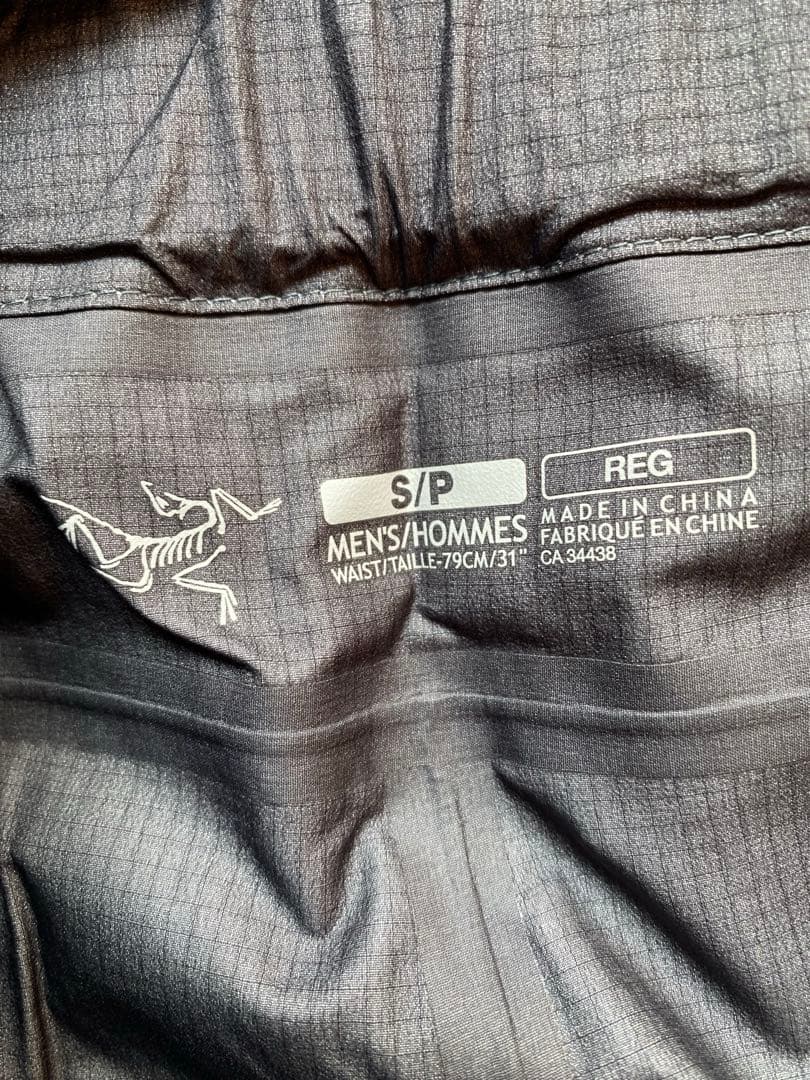 S/P
MEN'S/HOMMES
WAIST/TAILLE-79CM/31"
REG
MADE IN CHINA
FABRIQUÉ EN CHINE
CA 34438